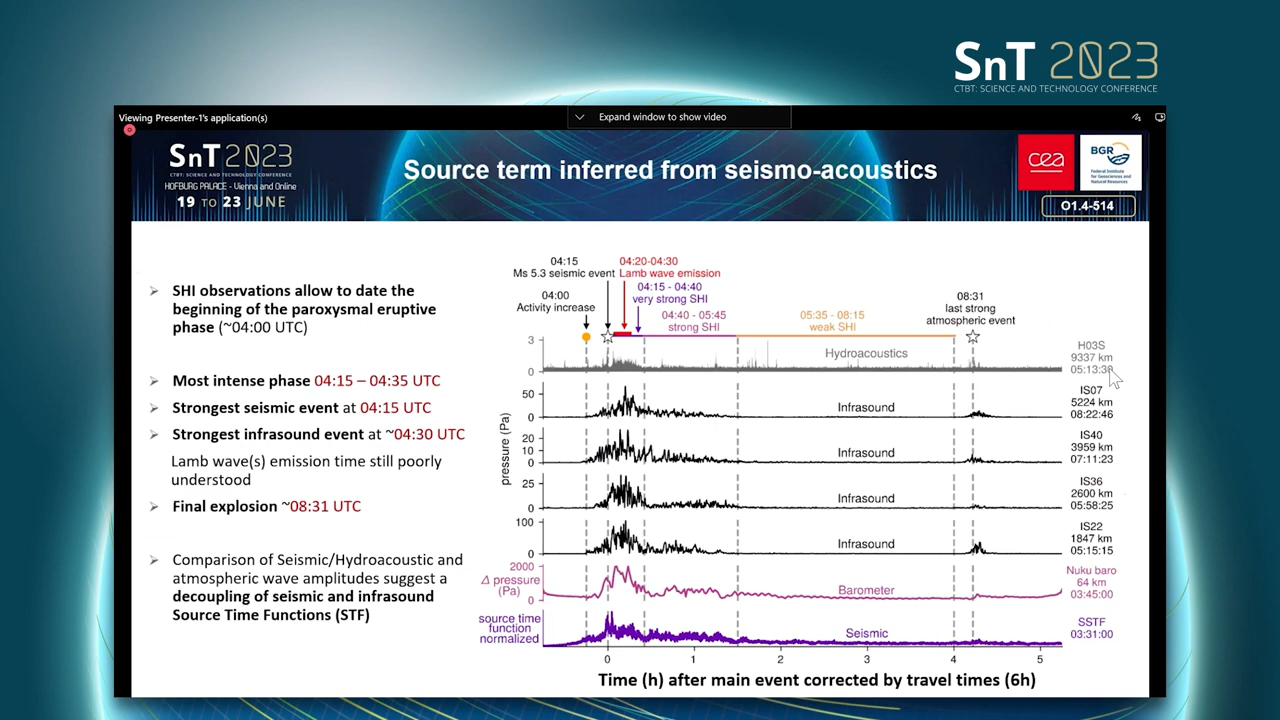 SnT 2023
CTBT: SCIENCE AND TECHNOLOGY CONFERENCE
Viewing Presenter-1's application(s)
Expand window to show video
SnT 2023
CTBT: SCIENCE AND TECHNOLOGY CONFERENCE
HOFBURG PALACE - Vienna and Online
19 TO 23 JUNE
Source term inferred from seismo-acoustics
cea
BGR
Federal Institute
for Geosciences and
Natural Resources
O1.4-514
SHI observations allow to date the
beginning of the paroxysmal eruptive
phase (~04:00 UTC)
Most intense phase 04:15 – 04:35 UTC
Strongest seismic event at 04:15 UTC
Strongest infrasound event at ~04:30 UTC
Lamb wave(s) emission time still poorly
understood
Final explosion ~08:31 UTC
Comparison of Seismic/Hydroacoustic and
atmospheric wave amplitudes suggest a
decoupling of seismic and infrasound
Source Time Functions (STF)
04:15
Ms 5.3 seismic event
04:20-04:30
Lamb wave emission
04:00
Activity increase
04:15 - 04:40
very strong SHI
04:40 - 05:45
strong SHI
05:35 - 08:15
weak SHI
08:31
last strong
atmospheric event
3
0
Hydroacoustics
H03S
9337 km
05:13:39
pressure (Pa)
50
0
Infrasound
IS07
5224 km
08:22:46
20
10
0
Infrasound
IS40
3959 km
07:11:23
25
0
Infrasound
IS36
2600 km
05:58:25
100
0
Infrasound
IS22
1847 km
05:15:15
2000
Δ pressure
(Pa)
0
Barometer
Nuku baro
64 km
03:45:00
source time
function
normalized
Seismic
SSTF
03:31:00
0 1 2 3 4 5
Time (h) after main event corrected by travel times (6h)